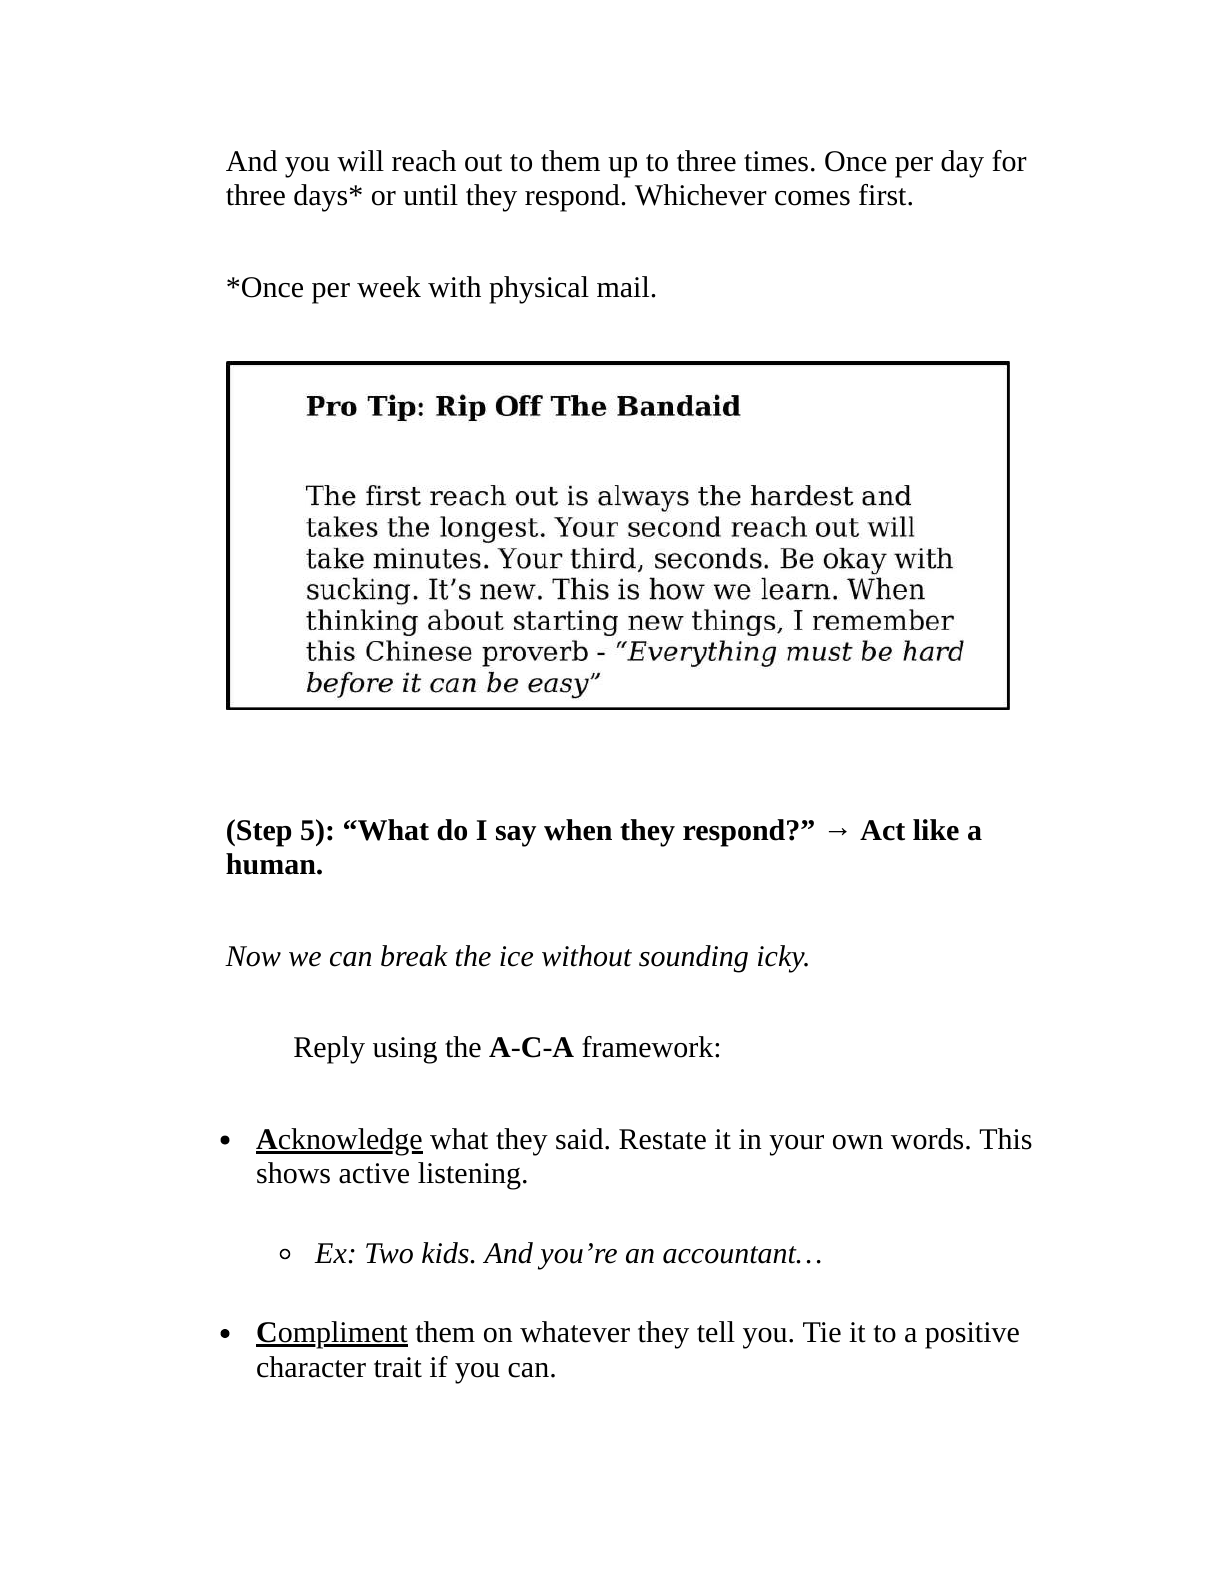 And you will reach out to them up to three times. Once per day for
three days* or until they respond. Whichever comes first.
*Once per week with physical mail.
Pro Tip: Rip Off The Bandaid
The first reach out is always the hardest and
takes the longest. Your second reach out will
take minutes. Your third, seconds. Be okay with
sucking. It’s new. This is how we learn. When
thinking about starting new things, I remember
this Chinese proverb - “Everything must be hard
before it can be easy”
(Step 5): “What do I say when they respond?” → Act like a
human.
Now we can break the ice without sounding icky.
Reply using the A-C-A framework:
• Acknowledge what they said. Restate it in your own words. This
shows active listening.
◦ Ex: Two kids. And you’re an accountant…
• Compliment them on whatever they tell you. Tie it to a positive
character trait if you can.